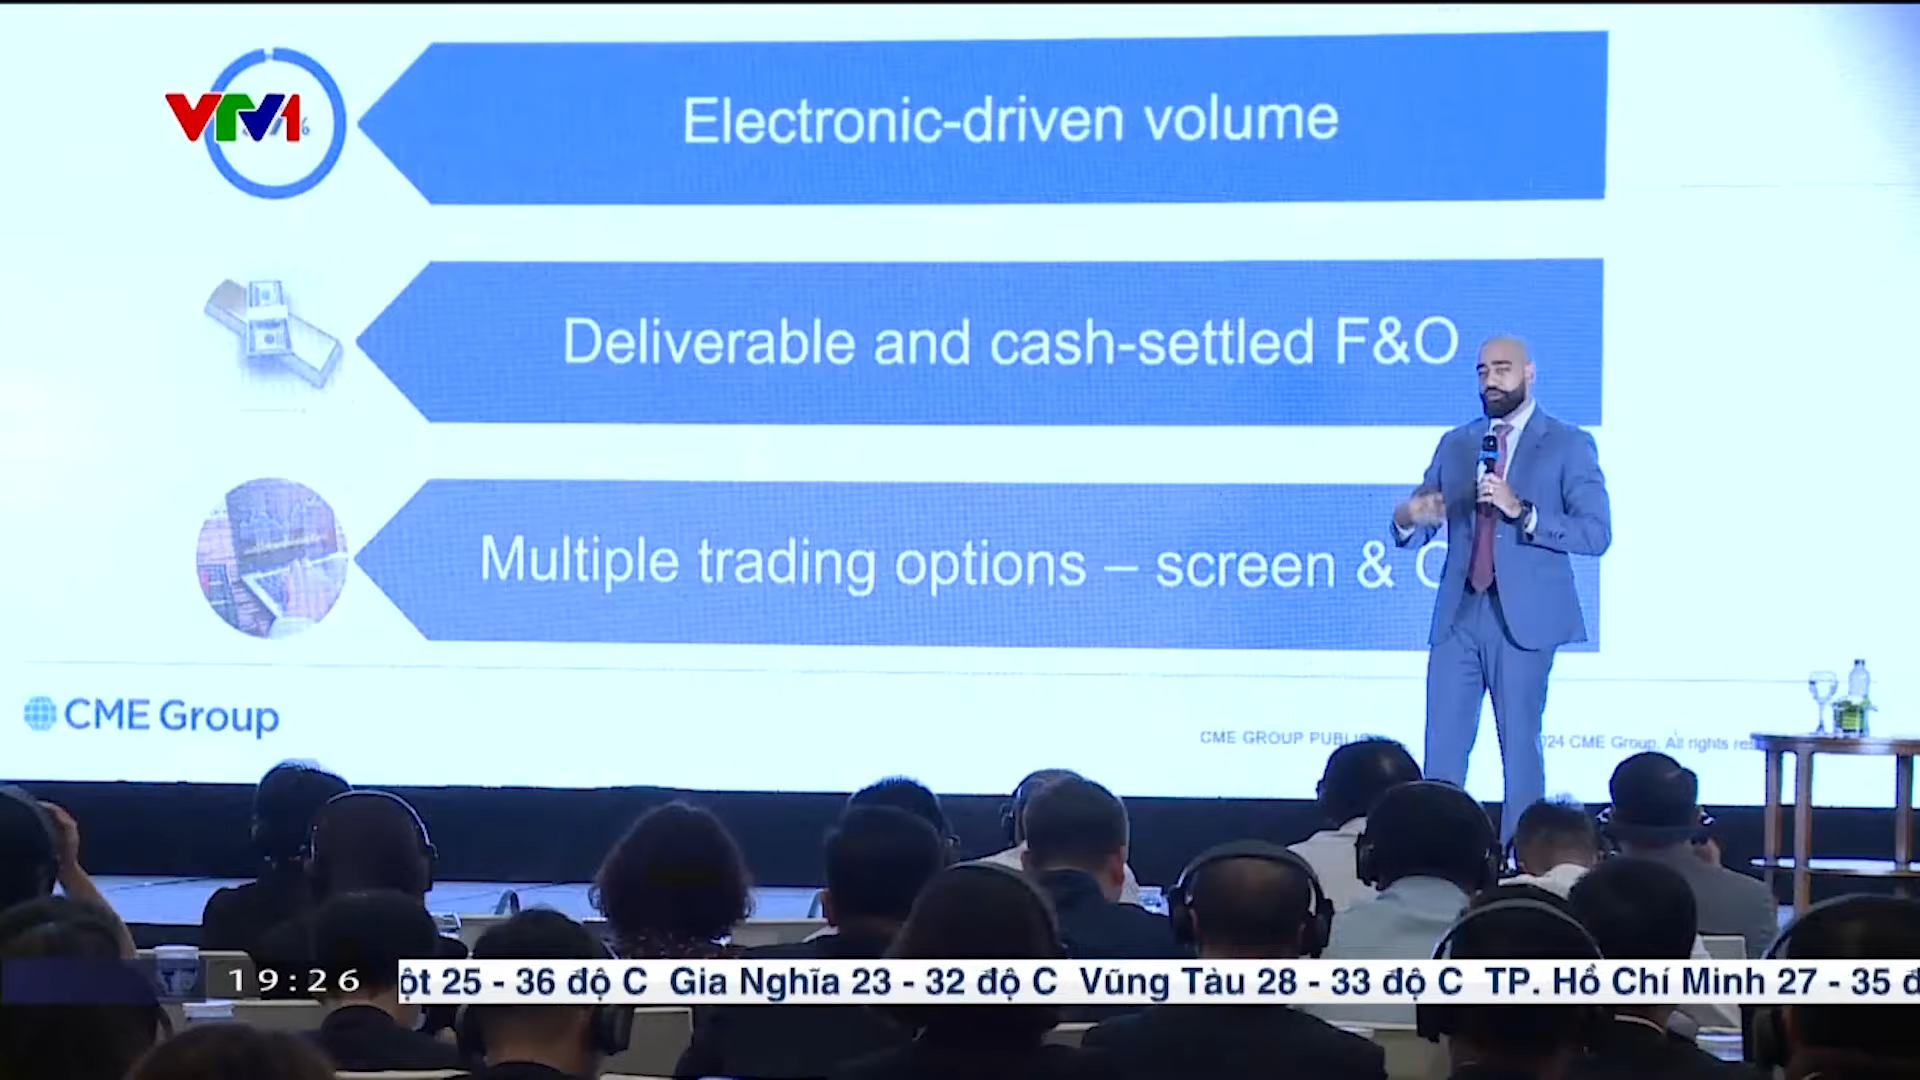 VTV1
%
Electronic-driven volume
Deliverable and cash-settled F&O
Multiple trading options – screen &
CME Group
CME GROUP
24 CME Group. All rights
19:26
ột 25 - 36 độ C Gia Nghĩa 23 - 32 độ C Vũng Tàu 28 - 33 độ C TP. Hồ Chí Minh 27 - 35